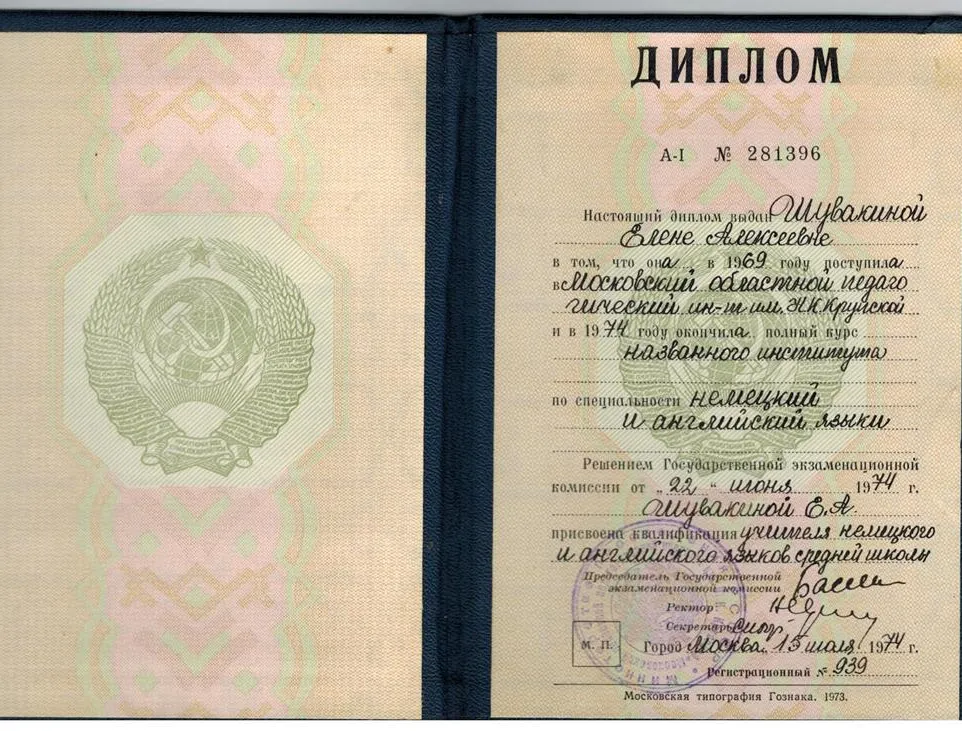 ДИПЛОМ
А-I № 281396
Настоящий диплом выдан Шувакиной
Елене Алексеевне
в том, что она в 1969 году поступила
в Московский областной педаго
гический ин-т им. Н.К.Крупской
и в 1974 году окончила полный курс
названного института
по специальности немецкий
и английский языки
Решением Государственной экзаменационной
комиссии от „22" июня 1974 г.
Шувакиной Е.А.
присвоена квалификация учителя немецкого
и английского языков средней школы
Председатель Государственной
экзаменационной комиссии
Ректор
Секретарь
М. П.
Город Москва 15 июля 1974 г.
Регистрационный № 939
Московская типография Гознака. 1973.